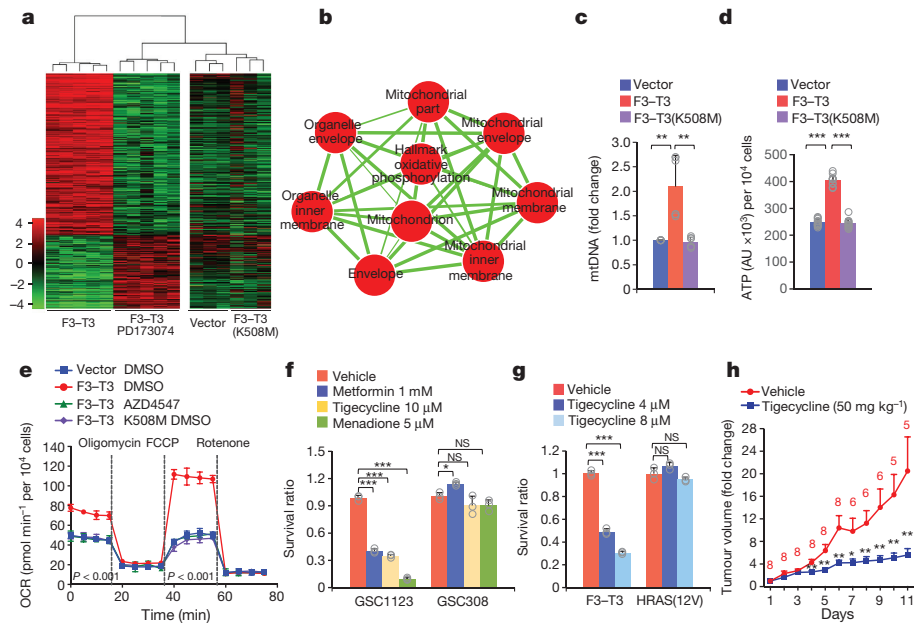 a
4
2
0
−2
−4
F3–T3
F3–T3
PD173074
Vector
F3–T3
(K508M)
b
Mitochondrial
part
Organelle
envelope
Mitochondrial
envelope
Hallmark
oxidative
phosphorylation
Organelle
inner
membrane
Mitochondrion
Mitochondrial
membrane
Envelope
Mitochondrial
inner
membrane
c
Vector
F3–T3
F3–T3(K508M)
** **
mtDNA (fold change)
3.0
2.5
2.0
1.5
1.0
0.5
0
d
Vector
F3–T3
F3–T3(K508M)
*** ***
ATP (AU ×10³) per 10⁴ cells
400
300
200
100
0
e
Vector DMSO
F3–T3 DMSO
F3–T3 AZD4547
F3–T3 K508M DMSO
Oligomycin FCCP Rotenone
OCR (pmol min⁻¹ per 10⁴ cells)
140
120
100
80
60
40
20
0
P < 0.001 P < 0.001
0 20 40 60 80
Time (min)
f
Vehicle
Metformin 1 mM
Tigecycline 10 μM
Menadione 5 μM
NS
NS
*
***
***
***
Survival ratio
1.5
1.2
0.9
0.6
0.3
0
GSC1123 GSC308
g
Vehicle
Tigecycline 4 μM
Tigecycline 8 μM
NS
NS
***
***
Survival ratio
1.4
1.2
1
0.8
0.6
0.4
0.2
0
F3–T3 HRAS(12V)
h
Vehicle
Tigecycline (50 mg kg⁻¹)
Tumour volume (fold change)
30
25
20
15
10
5
0
8 8 8 8 8 6 6 6 6 5 5
** ** ** * ** ** ** **
1 3 5 7 9 11
Days